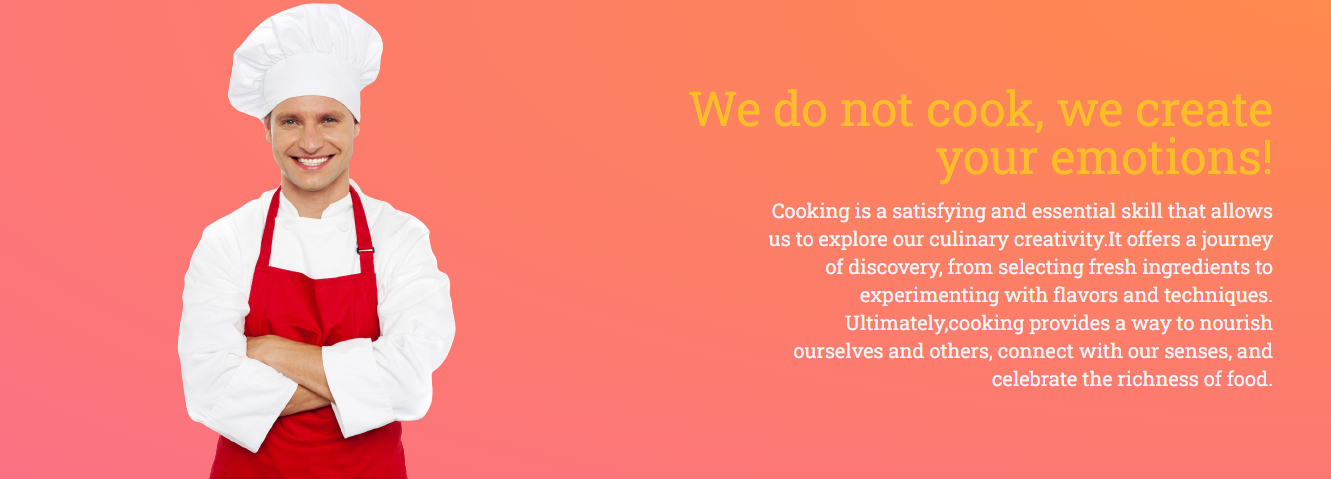 We do not cook, we create
your emotions!
Cooking is a satisfying and essential skill that allows
us to explore our culinary creativity.It offers a journey
of discovery, from selecting fresh ingredients to
experimenting with flavors and techniques.
Ultimately,cooking provides a way to nourish
ourselves and others, connect with our senses, and
celebrate the richness of food.